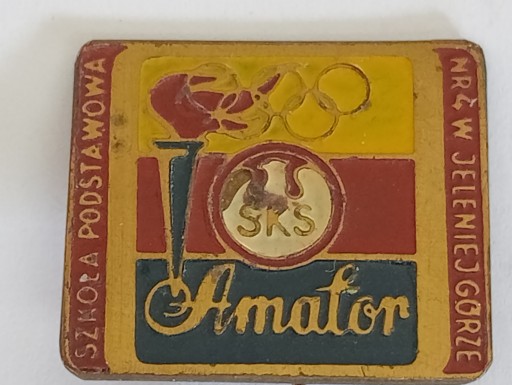 SZKOŁA PODSTAWOWA
NR 2 W JELENIEJ GÓRZE
SKS
Amator